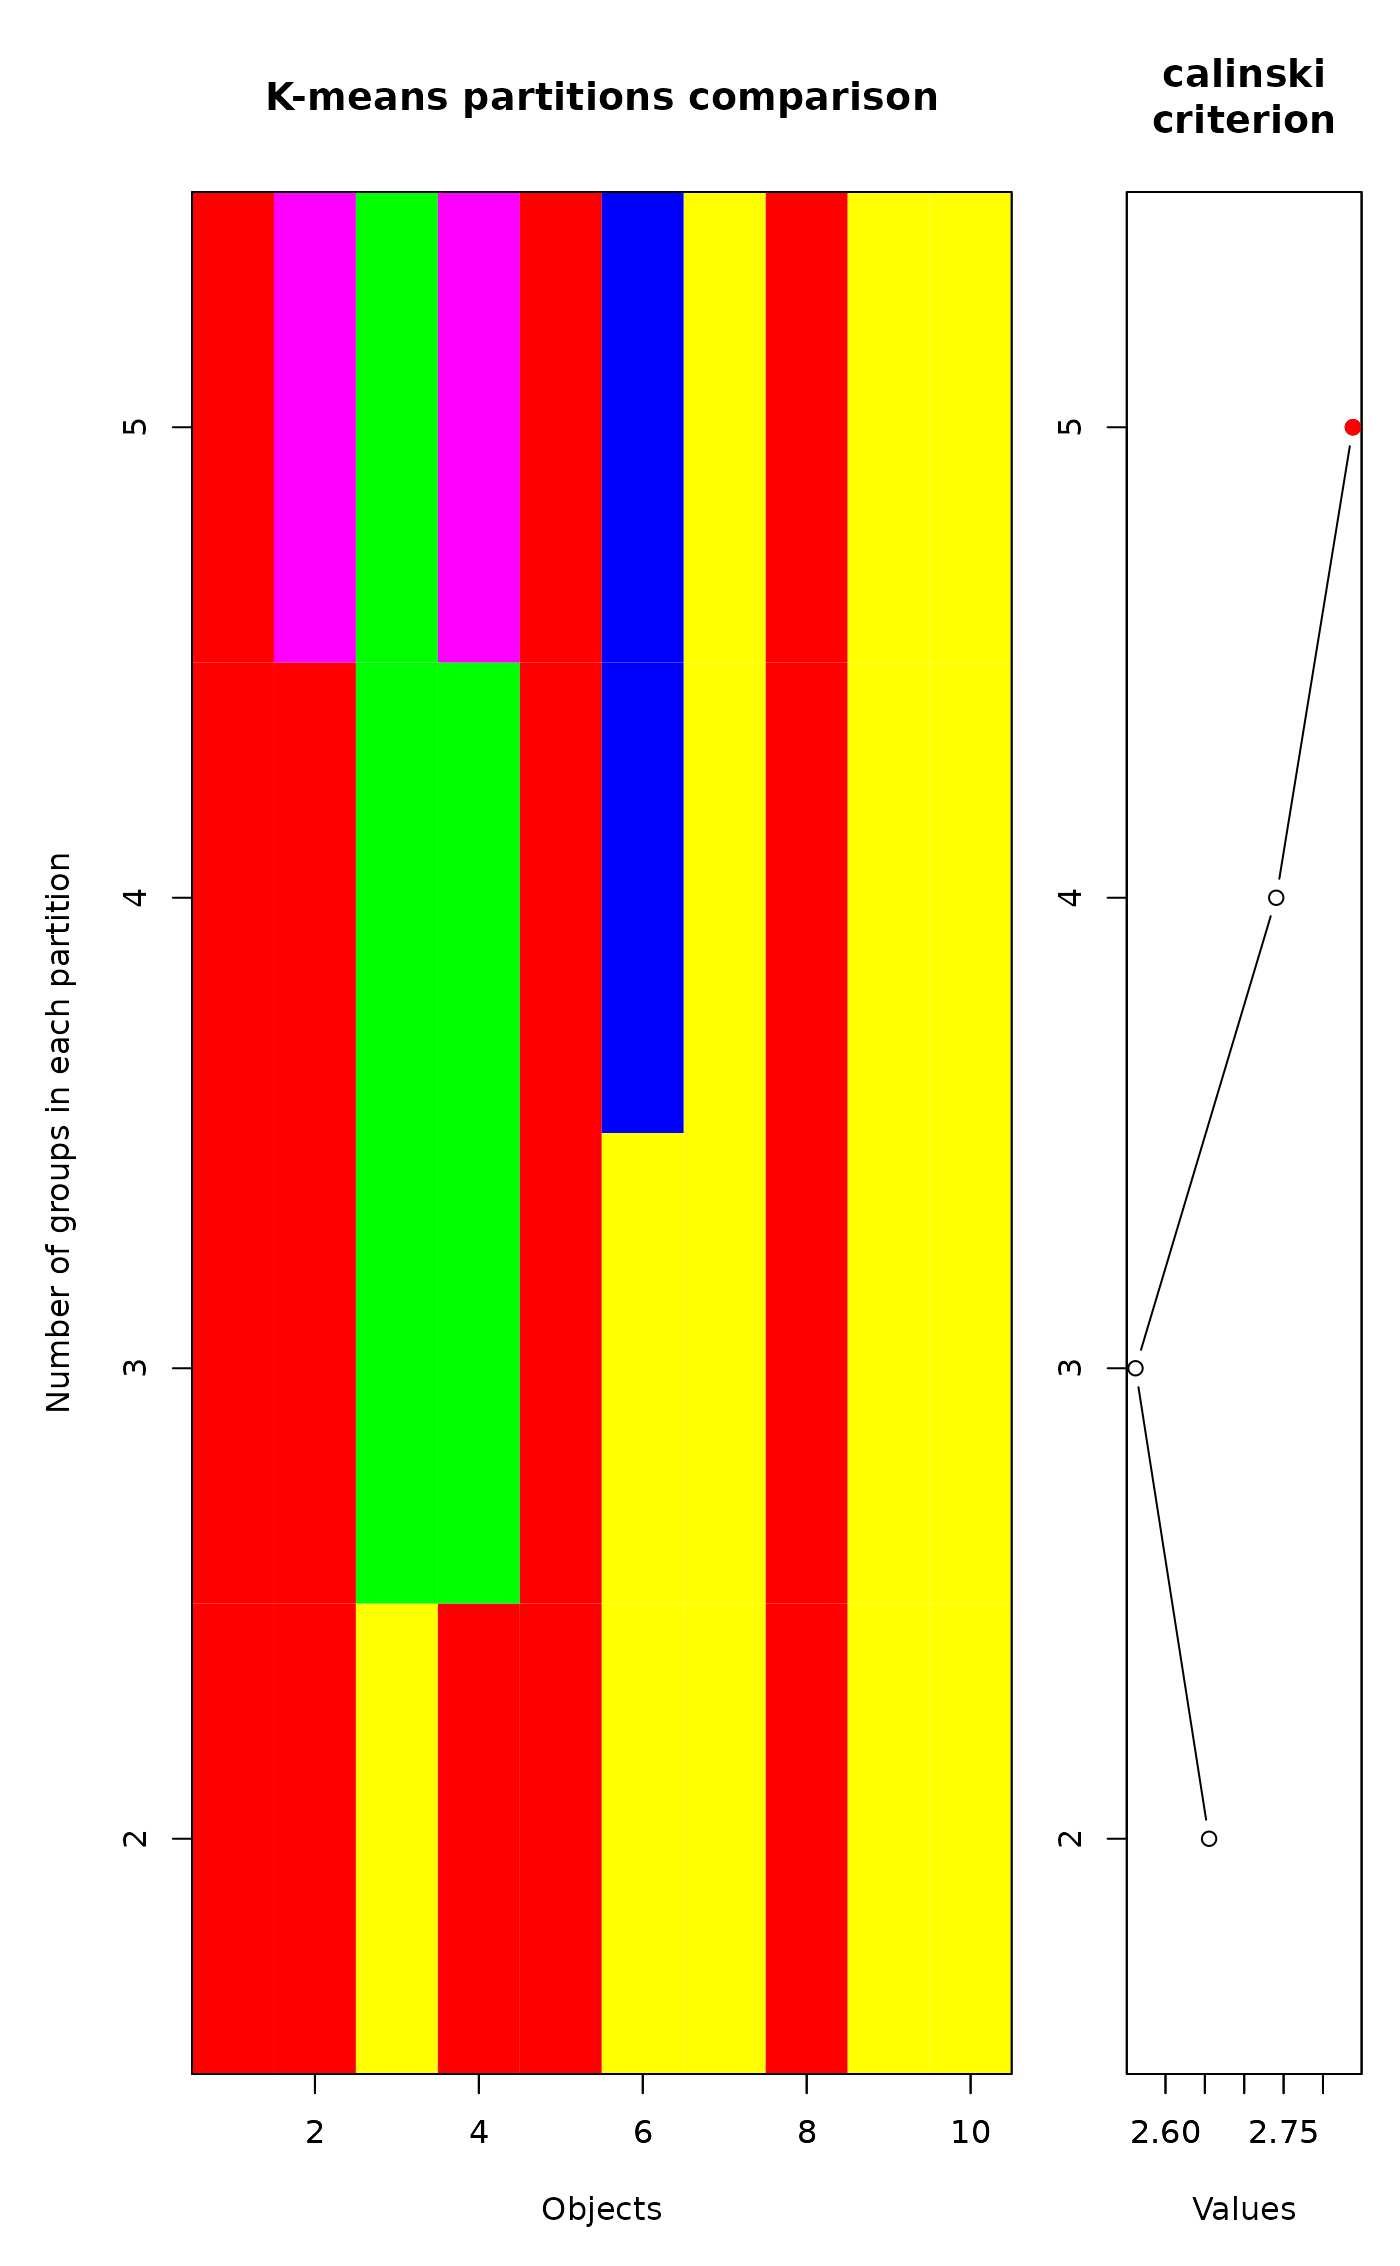 K-means partitions comparison
calinski
criterion
Number of groups in each partition
5
4
3
2
5
4
3
2
2 4 6 8 10
2.60 2.75
Objects
Values